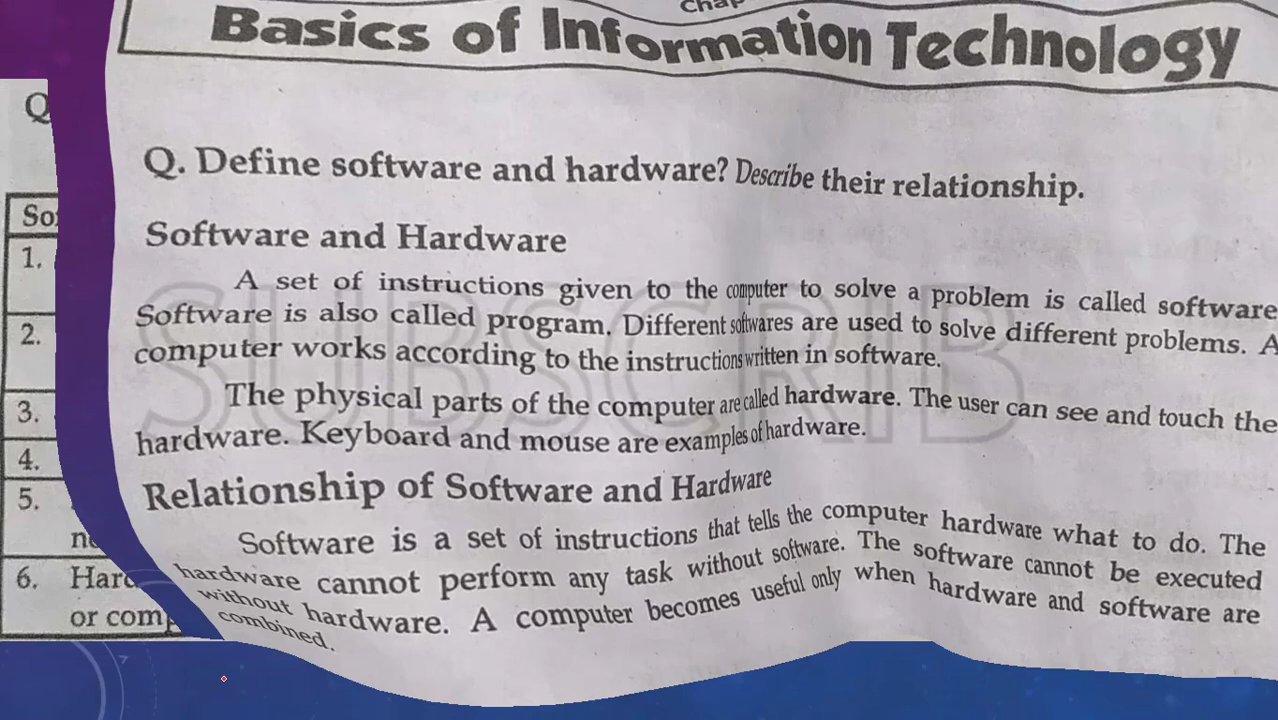 Chap
Basics of Information Technology
Q. Define software and hardware? Describe their relationship.
Software and Hardware
A set of instructions given to the computer to solve a problem is called software
Software is also called program. Different softwares are used to solve different problems. A
computer works according to the instructions written in software.
The physical parts of the computer are called hardware. The user can see and touch the
hardware. Keyboard and mouse are examples of hardware.
Relationship of Software and Hardware
Software is a set of instructions that tells the computer hardware what to do. The
hardware cannot perform any task without software. The software cannot be executed
without hardware. A computer becomes useful only when hardware and software are
combined.
SUBSCRIB
Q
So
1.
2.
3.
4.
5.
6. Hard
or comp